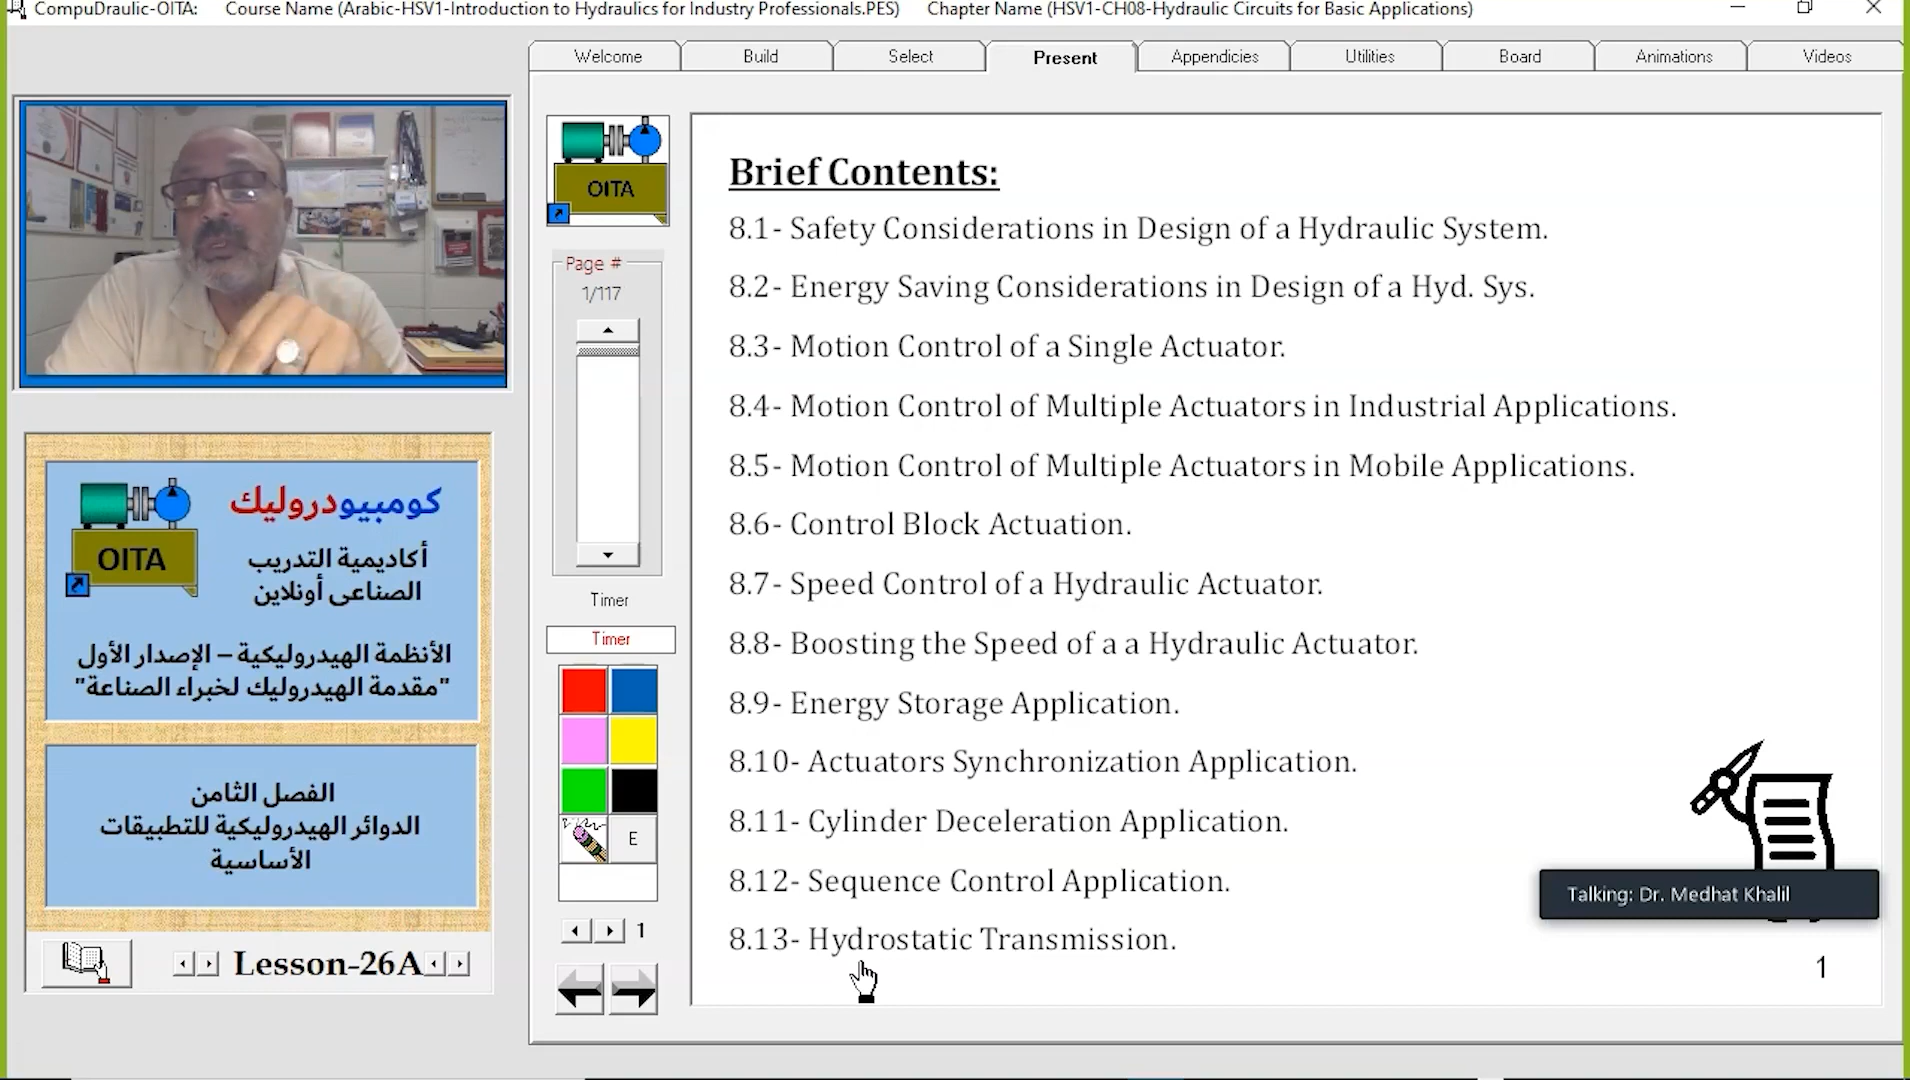 CompuDraulic-OITA: Course Name (Arabic-HSV1-Introduction to Hydraulics for Industry Professionals.PES) Chapter Name (HSV1-CH08-Hydraulic Circuits for Basic Applications)
Welcome Build Select Present Appendicies Utilities Board Animations Videos
OITA
Page #
1/117
Timer
Timer
E
1
Brief Contents:
8.1- Safety Considerations in Design of a Hydraulic System.
8.2- Energy Saving Considerations in Design of a Hyd. Sys.
8.3- Motion Control of a Single Actuator.
8.4- Motion Control of Multiple Actuators in Industrial Applications.
8.5- Motion Control of Multiple Actuators in Mobile Applications.
8.6- Control Block Actuation.
8.7- Speed Control of a Hydraulic Actuator.
8.8- Boosting the Speed of a a Hydraulic Actuator.
8.9- Energy Storage Application.
8.10- Actuators Synchronization Application.
8.11- Cylinder Deceleration Application.
8.12- Sequence Control Application.
8.13- Hydrostatic Transmission.
Talking: Dr. Medhat Khalil
1
كومبيودروليك
OITA
أكاديمية التدريب
الصناعى أونلاين
الأنظمة الهيدروليكية – الإصدار الأول
"مقدمة الهيدروليك لخبراء الصناعة"
الفصل الثامن
الدوائر الهيدروليكية للتطبيقات
الأساسية
Lesson-26A